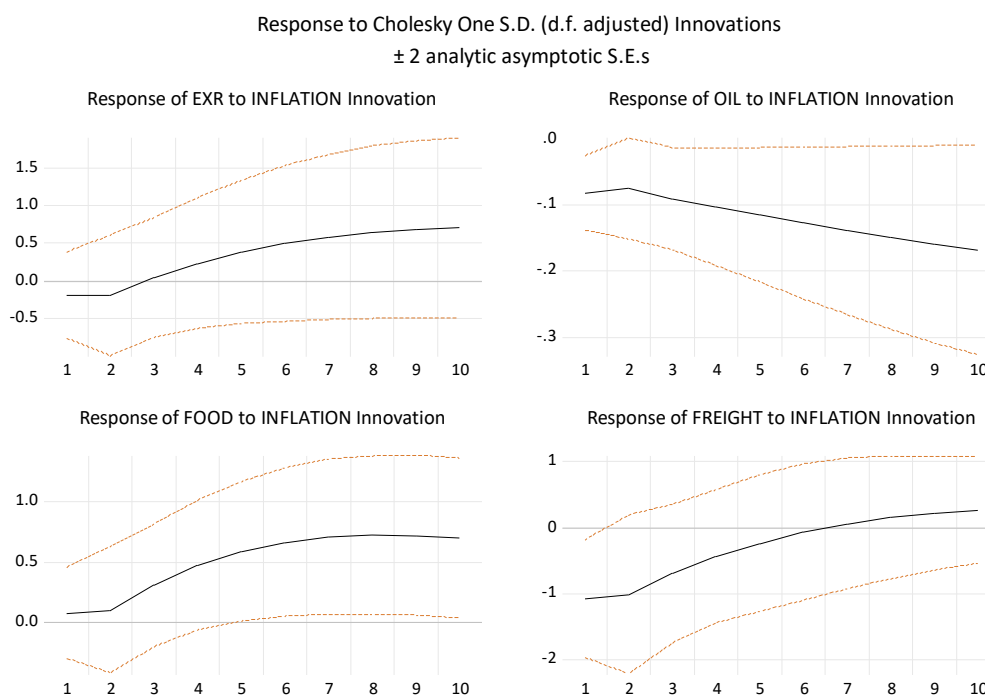 Response to Cholesky One S.D. (d.f. adjusted) Innovations
± 2 analytic asymptotic S.E.s
Response of EXR to INFLATION Innovation
1.5
1.0
0.5
0.0
-0.5
1 2 3 4 5 6 7 8 9 10
Response of OIL to INFLATION Innovation
.0
-.1
-.2
-.3
1 2 3 4 5 6 7 8 9 10
Response of FOOD to INFLATION Innovation
1.0
0.5
0.0
1 2 3 4 5 6 7 8 9 10
Response of FREIGHT to INFLATION Innovation
1
0
-1
-2
1 2 3 4 5 6 7 8 9 10